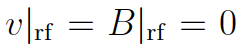 v|rf = B|rf = 0